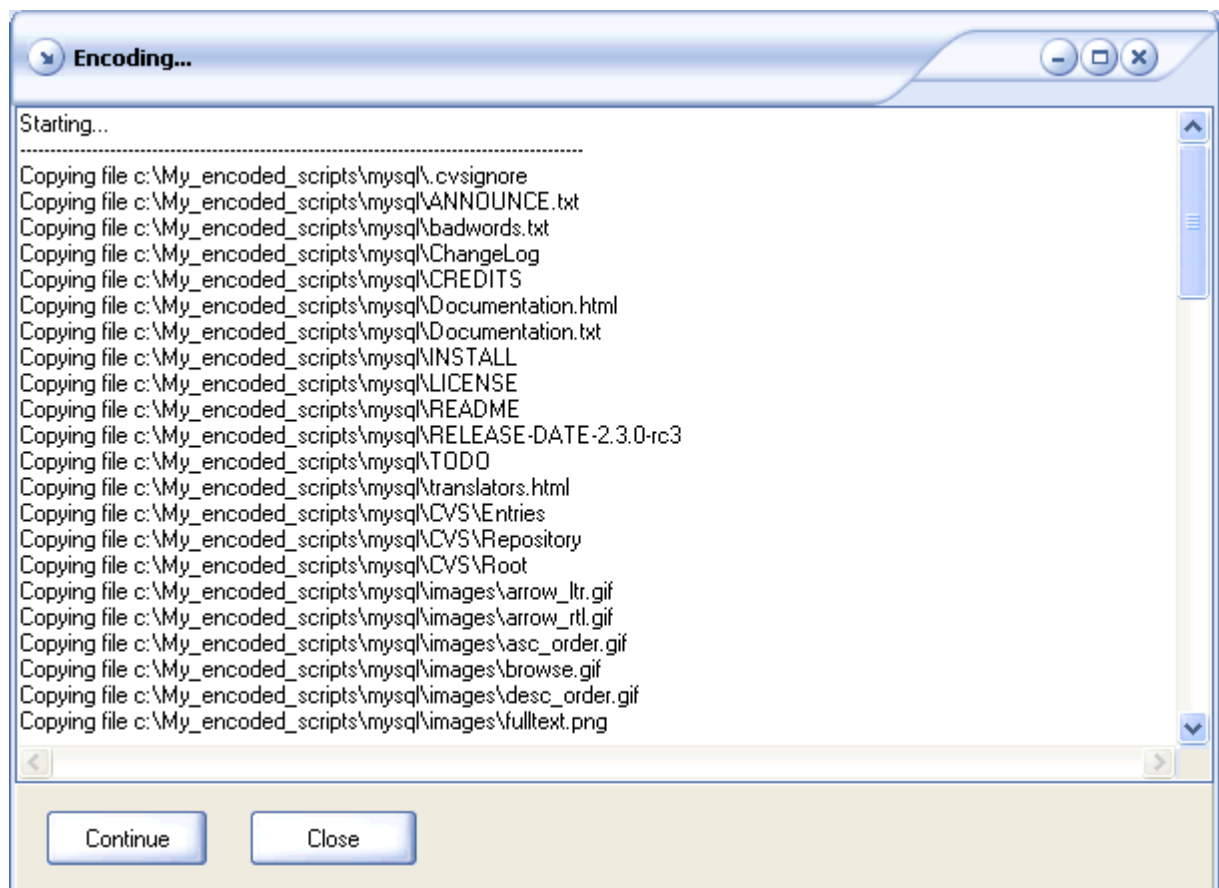 Encoding...
Starting...
----------------------------------------------------------------------------------------------
Copying file c:\My_encoded_scripts\mysql\.cvsignore
Copying file c:\My_encoded_scripts\mysql\ANNOUNCE.txt
Copying file c:\My_encoded_scripts\mysql\badwords.txt
Copying file c:\My_encoded_scripts\mysql\ChangeLog
Copying file c:\My_encoded_scripts\mysql\CREDITS
Copying file c:\My_encoded_scripts\mysql\Documentation.html
Copying file c:\My_encoded_scripts\mysql\Documentation.txt
Copying file c:\My_encoded_scripts\mysql\INSTALL
Copying file c:\My_encoded_scripts\mysql\LICENSE
Copying file c:\My_encoded_scripts\mysql\README
Copying file c:\My_encoded_scripts\mysql\RELEASE-DATE-2.3.0-rc3
Copying file c:\My_encoded_scripts\mysql\TODO
Copying file c:\My_encoded_scripts\mysql\translators.html
Copying file c:\My_encoded_scripts\mysql\CVS\Entries
Copying file c:\My_encoded_scripts\mysql\CVS\Repository
Copying file c:\My_encoded_scripts\mysql\CVS\Root
Copying file c:\My_encoded_scripts\mysql\images\arrow_ltr.gif
Copying file c:\My_encoded_scripts\mysql\images\arrow_rtl.gif
Copying file c:\My_encoded_scripts\mysql\images\asc_order.gif
Copying file c:\My_encoded_scripts\mysql\images\browse.gif
Copying file c:\My_encoded_scripts\mysql\images\desc_order.gif
Copying file c:\My_encoded_scripts\mysql\images\fulltext.png
Continue Close